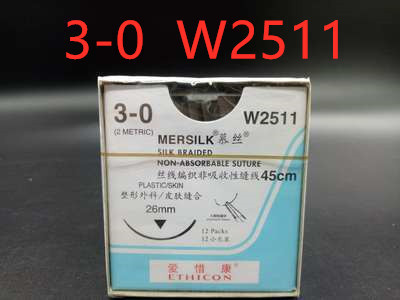 3-0 W2511
3-0
(2 METRIC)
W2511
MERSILK®慕丝®
SILK BRAIDED
NON-ABSORBABLE SUTURE
丝线编织非吸收性缝线 45cm
PLASTIC/SKIN
整形外科/皮肤缝合
26mm
12 Packs
12 小包装
爱惜康
ETHICON